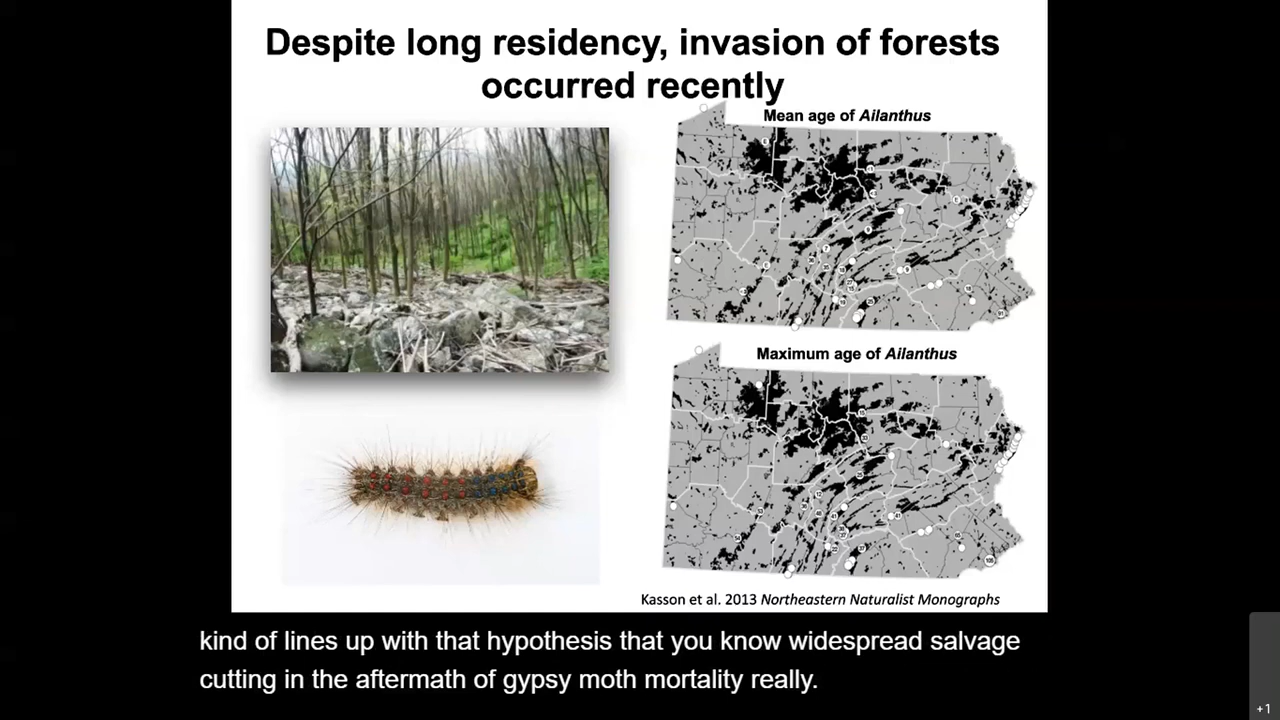 Despite long residency, invasion of forests
occurred recently
Mean age of Ailanthus
Maximum age of Ailanthus
Kasson et al. 2013 Northeastern Naturalist Monographs
kind of lines up with that hypothesis that you know widespread salvage
cutting in the aftermath of gypsy moth mortality really.
+1